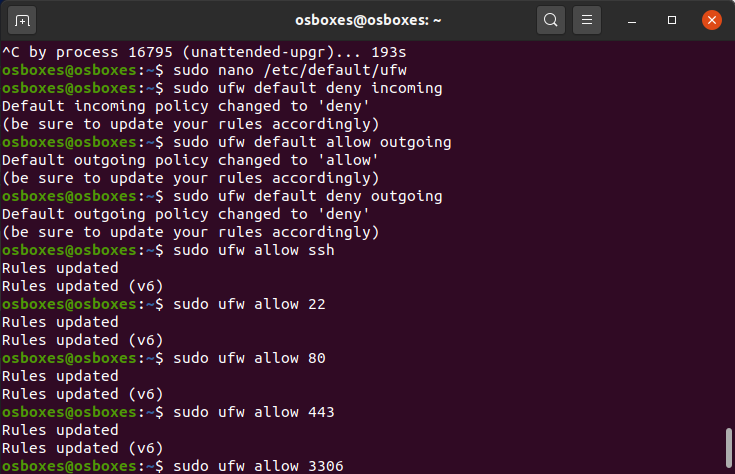 osboxes@osboxes: ~
^C by process 16795 (unattended-upgr)... 193s
osboxes@osboxes:~$ sudo nano /etc/default/ufw
osboxes@osboxes:~$ sudo ufw default deny incoming
Default incoming policy changed to 'deny'
(be sure to update your rules accordingly)
osboxes@osboxes:~$ sudo ufw default allow outgoing
Default outgoing policy changed to 'allow'
(be sure to update your rules accordingly)
osboxes@osboxes:~$ sudo ufw default deny outgoing
Default outgoing policy changed to 'deny'
(be sure to update your rules accordingly)
osboxes@osboxes:~$ sudo ufw allow ssh
Rules updated
Rules updated (v6)
osboxes@osboxes:~$ sudo ufw allow 22
Rules updated
Rules updated (v6)
osboxes@osboxes:~$ sudo ufw allow 80
Rules updated
Rules updated (v6)
osboxes@osboxes:~$ sudo ufw allow 443
Rules updated
Rules updated (v6)
osboxes@osboxes:~$ sudo ufw allow 3306